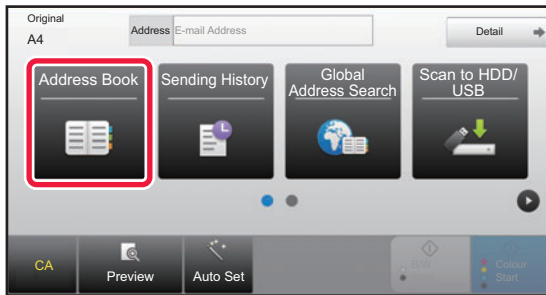 Original
A4
Address E-mail Address
Detail
Address Book
Sending History
Global
Address Search
Scan to HDD/
USB
CA
Preview
Auto Set
B/W
Start
Colour
Start